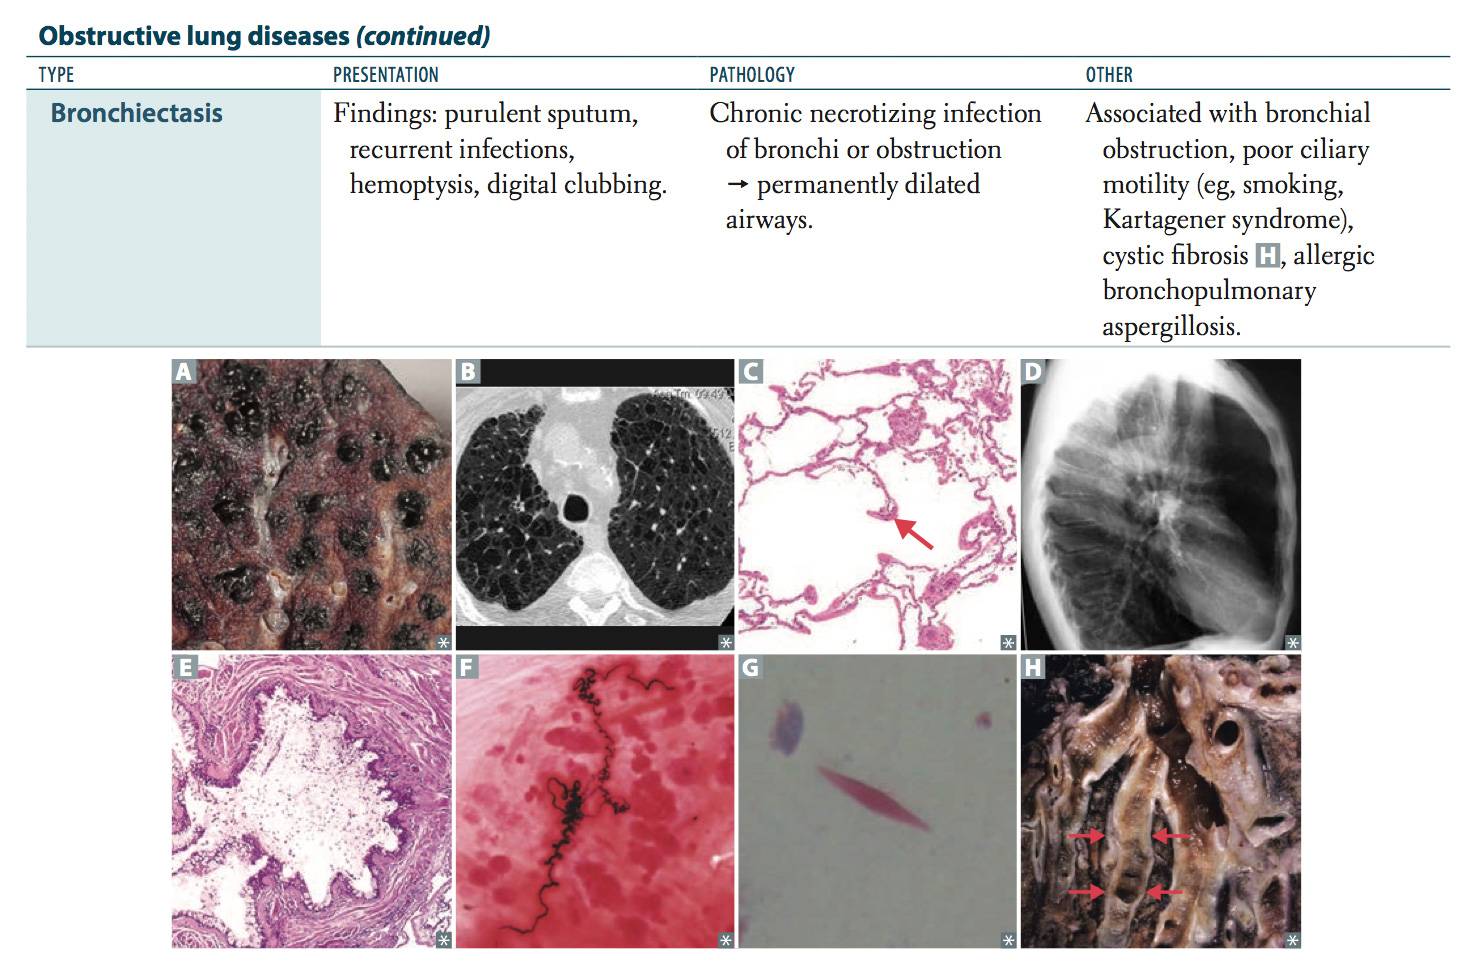 Obstructive lung diseases (continued)
TYPE PRESENTATION PATHOLOGY OTHER
Bronchiectasis
Findings: purulent sputum,
recurrent infections,
hemoptysis, digital clubbing.
Chronic necrotizing infection
of bronchi or obstruction
→ permanently dilated
airways.
Associated with bronchial
obstruction, poor ciliary
motility (eg, smoking,
Kartagener syndrome),
cystic fibrosis H, allergic
bronchopulmonary
aspergillosis.
A B C D
512
E F G H